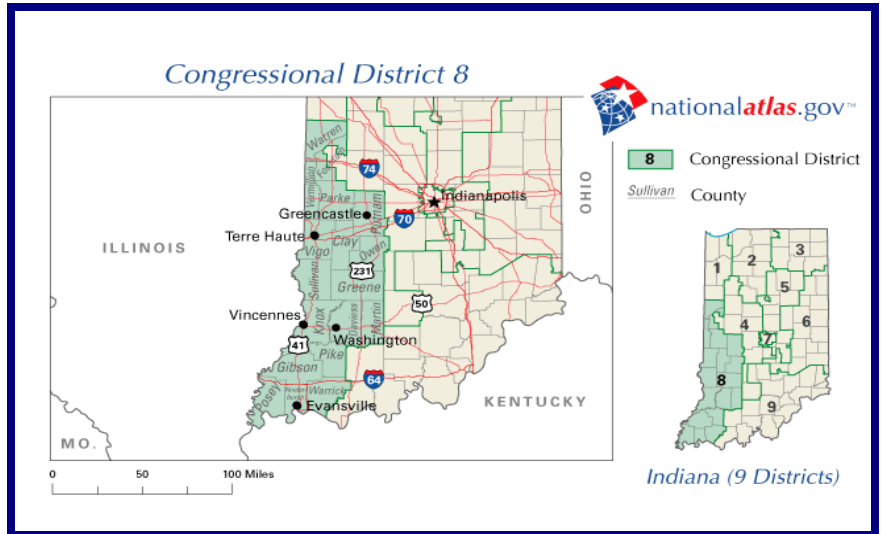 Congressional District 8
nationalatlas.gov™
8 Congressional District
Sullivan County
Warren
Fountain
Vermillion
74
Indianapolis
OHIO
Parke
Putnam
Greencastle
70
Terre Haute
ILLINOIS
Vigo
Clay
Owen
231
Sullivan
Greene
50
Vincennes
Knox
Daviess
Martin
Washington
41
Pike
Gibson
64
Posey
Warrick
Evansville
KENTUCKY
MO.
0 50 100 Miles
1
2
3
5
4
6
7
8
9
Indiana (9 Districts)